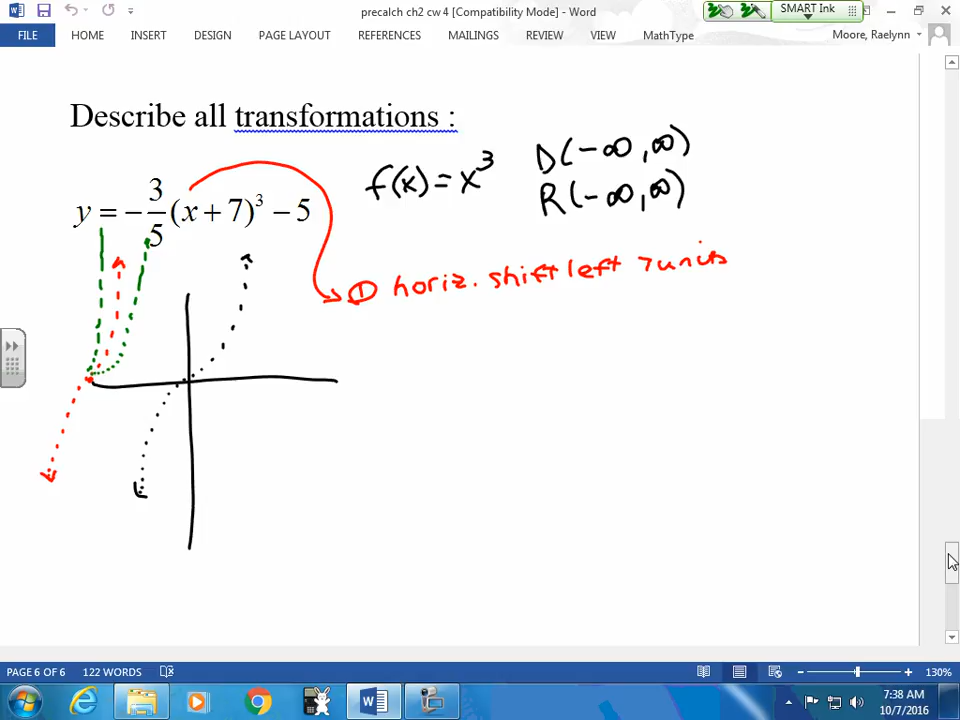 precalch ch2 cw 4 [Compatibility Mode] - Word
SMART Ink
FILE HOME INSERT DESIGN PAGE LAYOUT REFERENCES MAILINGS REVIEW VIEW MathType Moore, Raelynn
Describe all transformations :
f(x) = x³ D(-∞,∞)
R(-∞,∞)
y = -3/5(x + 7)³ - 5
① horiz. shift left 7 units
PAGE 6 OF 6 122 WORDS 130%
7:38 AM
10/7/2016